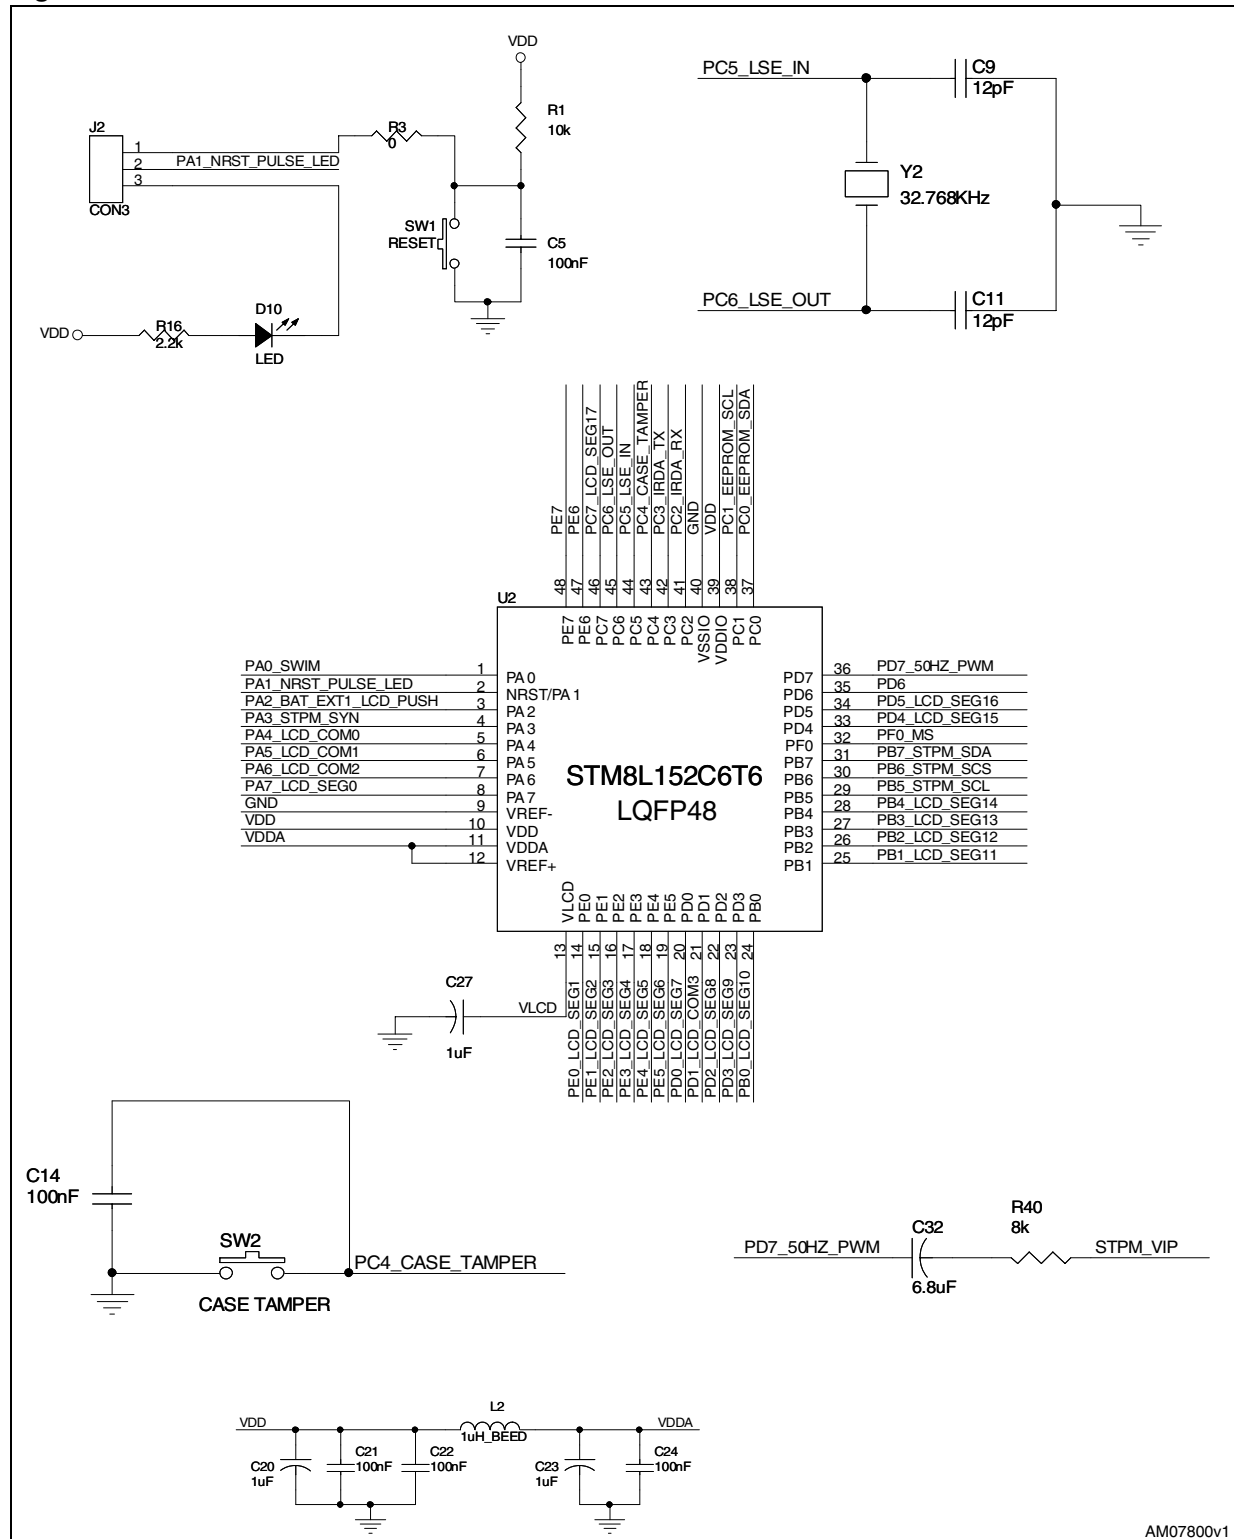 VDD
R1
10k
J2
1
2
3
PA1_NRST_PULSE_LED
CON3
R3
0
SW1
RESET
C5
100nF
VDD
R16
2.2k
D10
LED
PC5_LSE_IN
C9
12pF
Y2
32.768KHz
PC6_LSE_OUT
C11
12pF
PE7
PE6
PC7_LCD_SEG17
PC6_LSE_OUT
PC5_LSE_IN
PC4_CASE_TAMPER
PC3_IRDA_TX
PC2_IRDA_RX
GND
VDD
PC1_EEPROM_SCL
PC0_EEPROM_SDA
48
47
46
45
44
43
42
41
40
39
38
37
U2
PE7
PE6
PC7
PC6
PC5
PC4
PC3
PC2
VSSIO
VDDIO
PC1
PC0
PA0_SWIM 1 PA0
PA1_NRST_PULSE_LED 2 NRST/PA1
PA2_BAT_EXT1_LCD_PUSH 3 PA2
PA3_STPM_SYN 4 PA3
PA4_LCD_COM0 5 PA4
PA5_LCD_COM1 6 PA5
PA6_LCD_COM2 7 PA6
PA7_LCD_SEG0 8 PA7
GND 9 VREF-
VDD 10 VDD
VDDA 11 VDDA
12 VREF+
STM8L152C6T6
LQFP48
PD7 36 PD7_50HZ_PWM
PD6 35 PD6
PD5 34 PD5_LCD_SEG16
PD4 33 PD4_LCD_SEG15
PF0 32 PF0_MS
PB7 31 PB7_STPM_SDA
PB6 30 PB6_STPM_SCS
PB5 29 PB5_STPM_SCL
PB4 28 PB4_LCD_SEG14
PB3 27 PB3_LCD_SEG13
PB2 26 PB2_LCD_SEG12
PB1 25 PB1_LCD_SEG11
VLCD
PE0
PE1
PE2
PE3
PE4
PE5
PD0
PD1
PD2
PD3
PB0
13
14
15
16
17
18
19
20
21
22
23
24
C27
1uF
VLCD
PE0_LCD_SEG1
PE1_LCD_SEG2
PE2_LCD_SEG3
PE3_LCD_SEG4
PE4_LCD_SEG5
PE5_LCD_SEG6
PD0_LCD_SEG7
PD1_LCD_COM3
PD2_LCD_SEG8
PD3_LCD_SEG9
PB0_LCD_SEG10
C14
100nF
SW2
PC4_CASE_TAMPER
CASE TAMPER
PD7_50HZ_PWM
C32
6.8uF
R40
8k
STPM_VIP
VDD
L2
1uH_BEED
VDDA
C20
1uF
C21
100nF
C22
100nF
C23
1uF
C24
100nF
AM07800v1